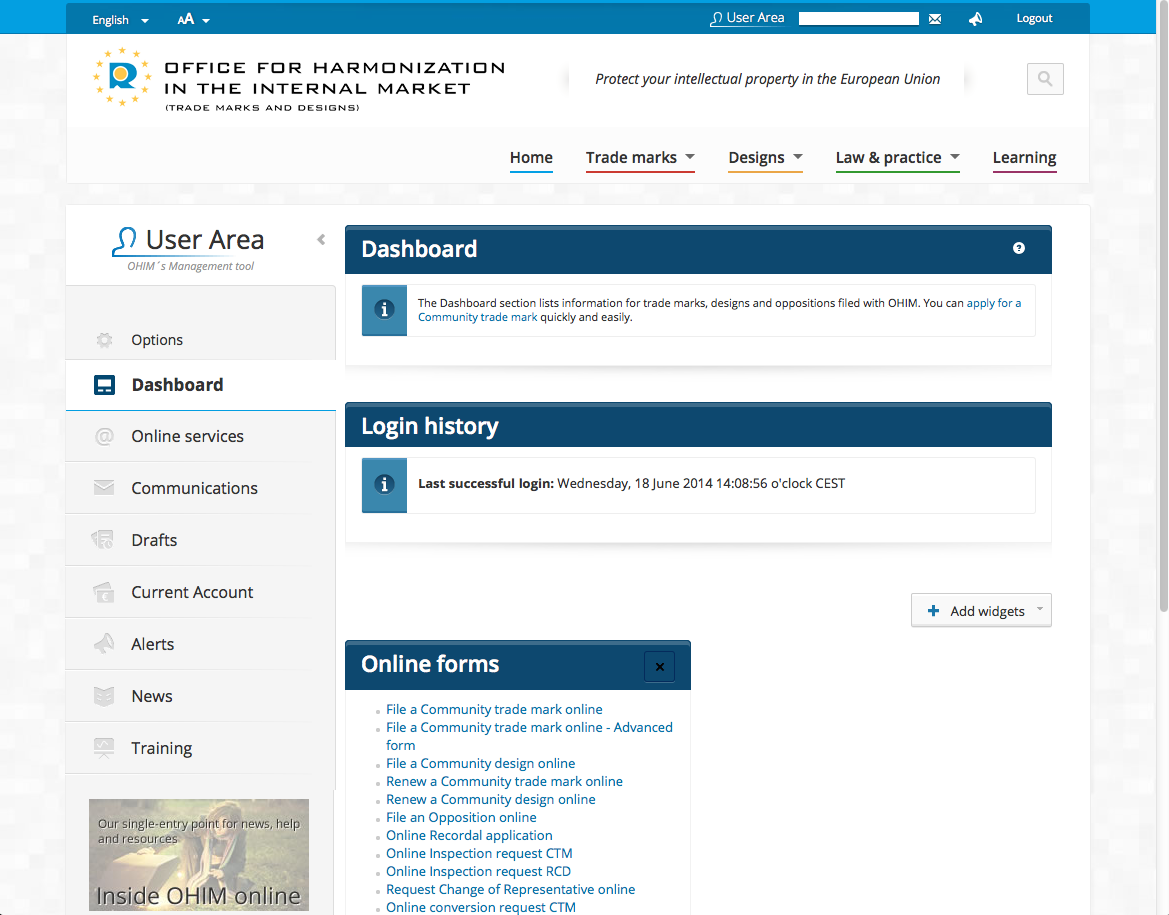 English
AA
User Area
Logout
OFFICE FOR HARMONIZATION
IN THE INTERNAL MARKET
(TRADE MARKS AND DESIGNS)
Protect your intellectual property in the European Union
Home
Trade marks
Designs
Law & practice
Learning
User Area
OHIM´s Management tool
Options
Dashboard
Online services
Communications
Drafts
Current Account
Alerts
News
Training
Our single-entry point for news, help
and resources
Inside OHIM online
Dashboard
The Dashboard section lists information for trade marks, designs and oppositions filed with OHIM. You can apply for a
Community trade mark quickly and easily.
Login history
Last successful login: Wednesday, 18 June 2014 14:08:56 o'clock CEST
Add widgets
Online forms
File a Community trade mark online
File a Community trade mark online - Advanced
form
File a Community design online
Renew a Community trade mark online
Renew a Community design online
File an Opposition online
Online Recordal application
Online Inspection request CTM
Online Inspection request RCD
Request Change of Representative online
Online conversion request CTM